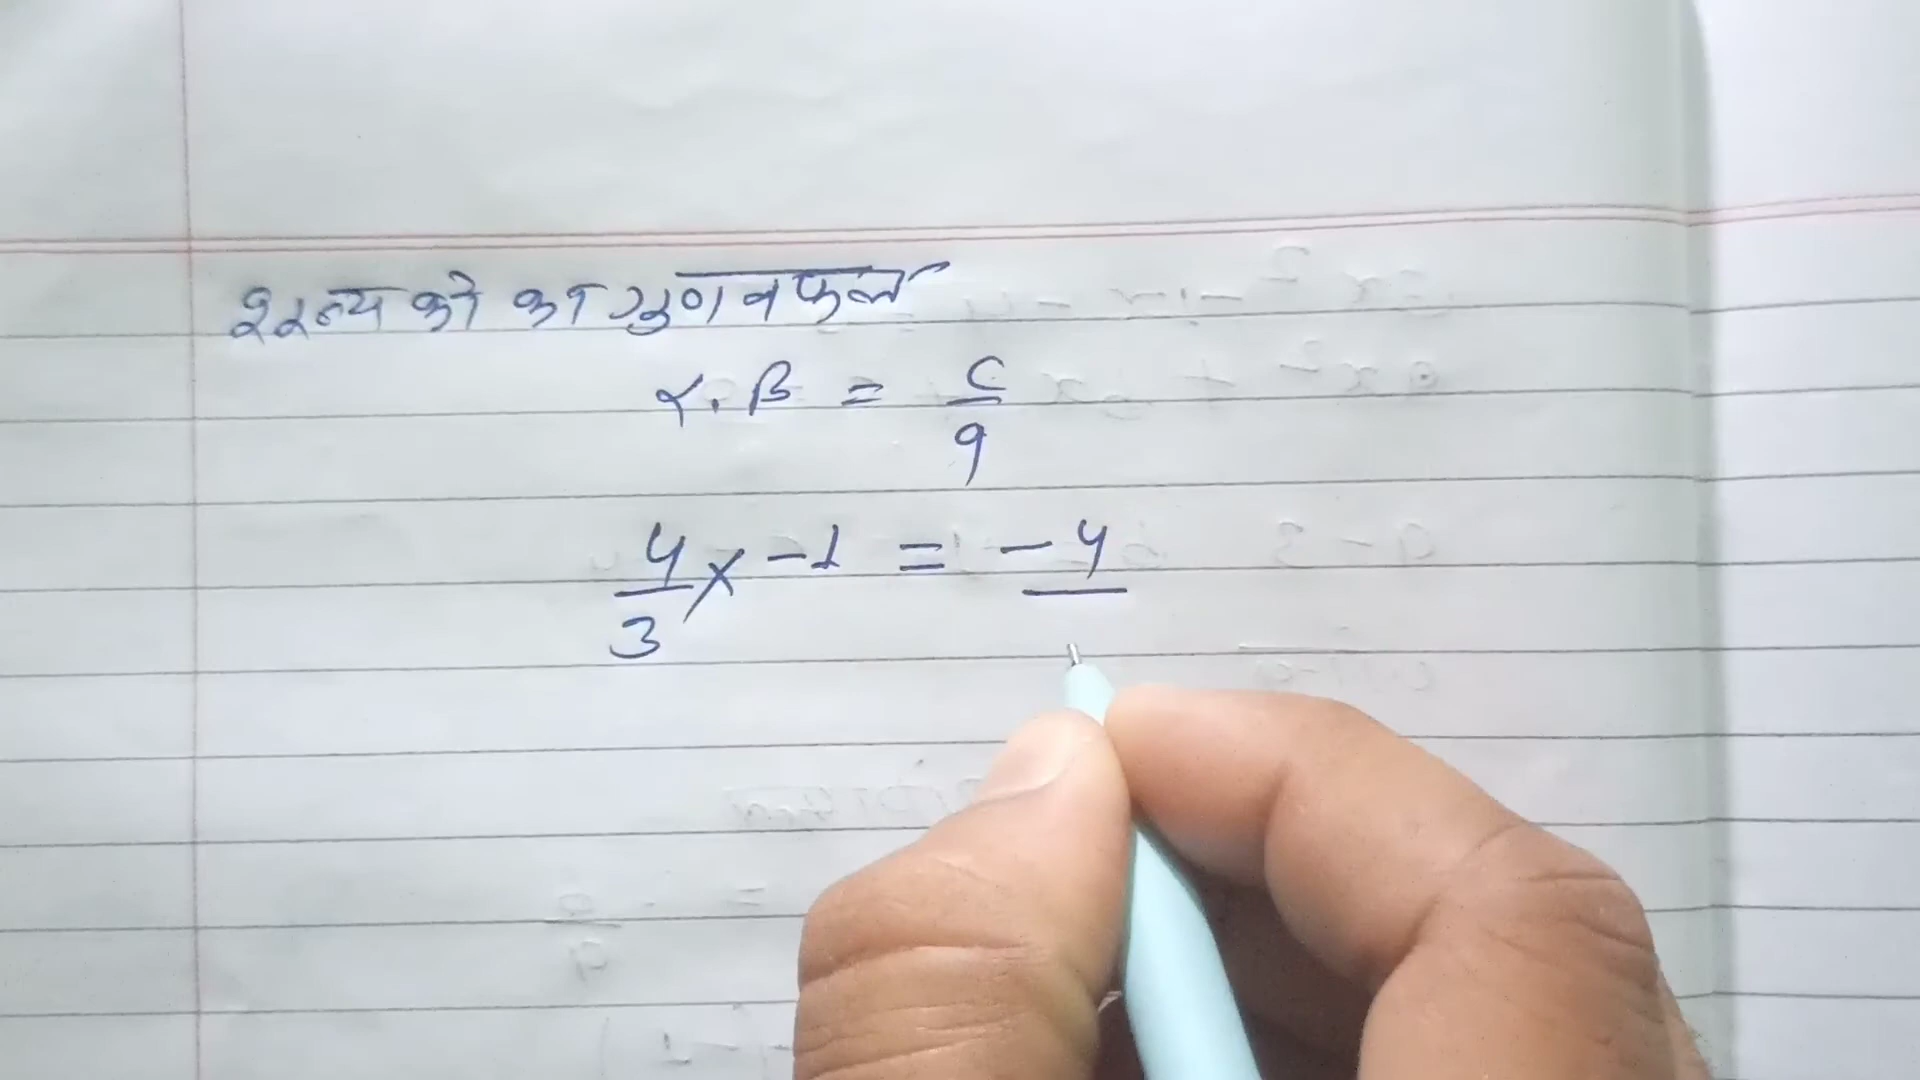 शून्यको का गुणनफल
α . β = c/a
4/3 × -1 = -4/